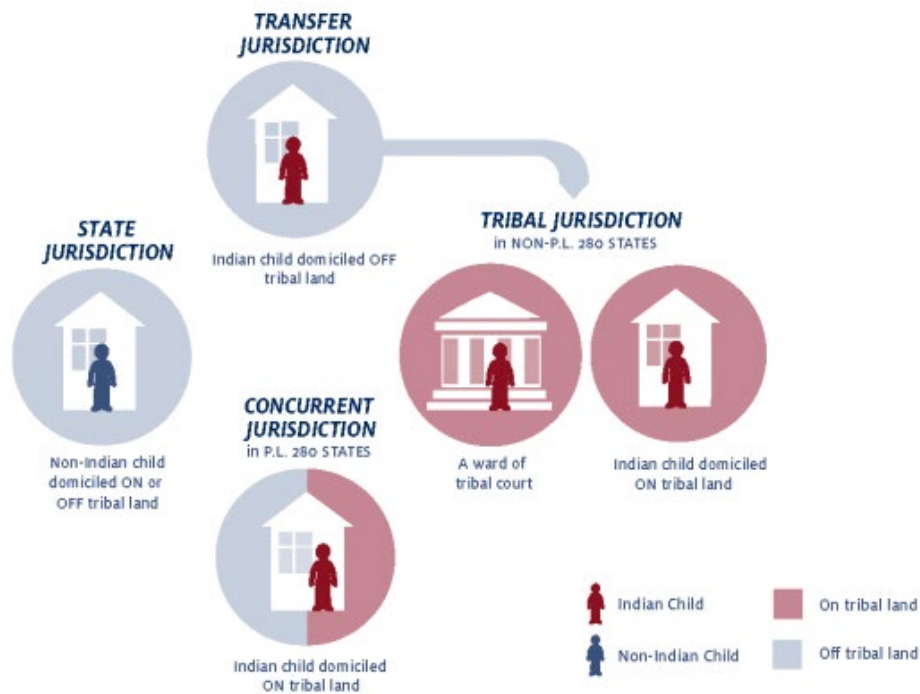 TRANSFER
JURISDICTION
Indian child domiciled OFF
tribal land
STATE
JURISDICTION
Non-Indian child
domiciled ON or
OFF tribal land
TRIBAL JURISDICTION
in NON-P.L. 280 STATES
A ward of
tribal court
Indian child domiciled
ON tribal land
CONCURRENT
JURISDICTION
in P.L. 280 STATES
Indian child domiciled
ON tribal land
Indian Child
On tribal land
Non-Indian Child
Off tribal land